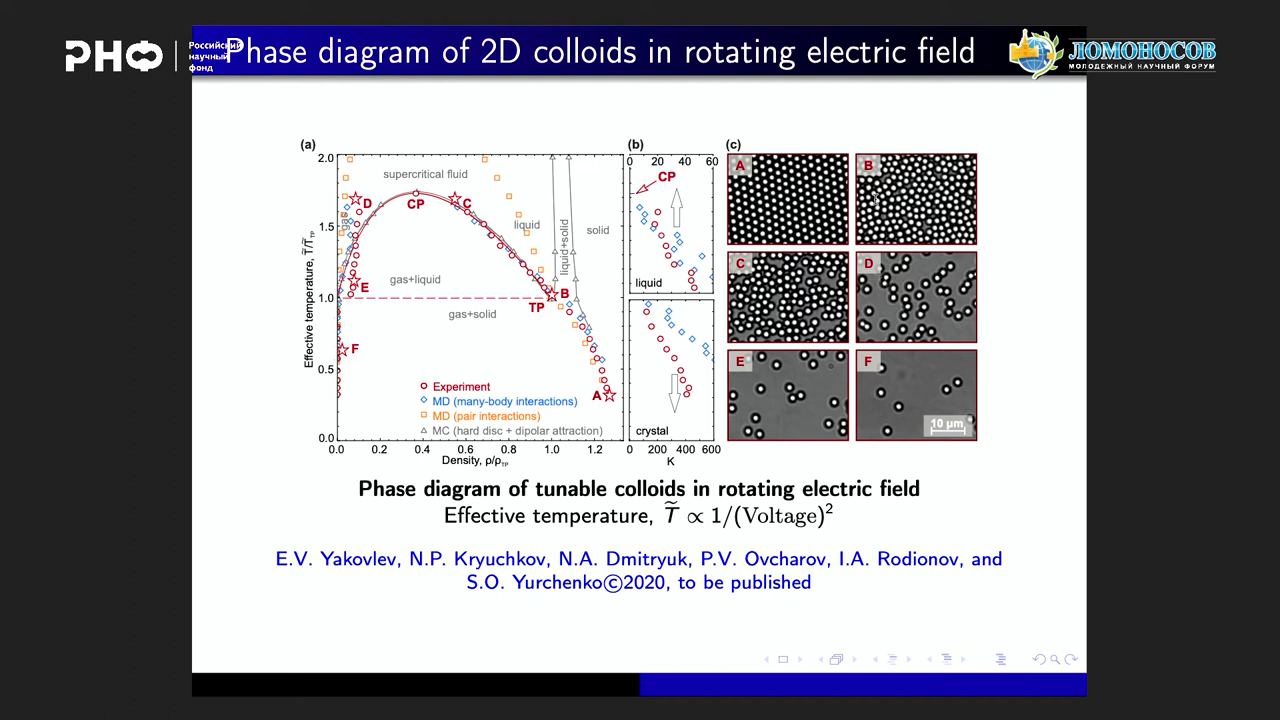 РНФ
Российский
научный
фонд
Phase diagram of 2D colloids in rotating electric field
ЛОМОНОСОВ
МОЛОДЕЖНЫЙ НАУЧНЫЙ ФОРУМ
(a)
(b)
(c)
2.0
1.5
1.0
0.5
0.0
Effective temperature, T̃/T̃TP
supercritical fluid
D
CP
C
gas
liquid
liquid+solid
solid
gas+liquid
E
B
TP
gas+solid
F
A
Experiment
MD (many-body interactions)
MD (pair interactions)
MC (hard disc + dipolar attraction)
0.0 0.2 0.4 0.6 0.8 1.0 1.2
Density, ρ/ρTP
0 20 40 60
CP
liquid
crystal
0 200 400 600
K
A
B
C
D
E
F
10 μm
Phase diagram of tunable colloids in rotating electric field
Effective temperature, T̃ ∝ 1/(Voltage)²
E.V. Yakovlev, N.P. Kryuchkov, N.A. Dmitryuk, P.V. Ovcharov, I.A. Rodionov, and
S.O. Yurchenko©2020, to be published